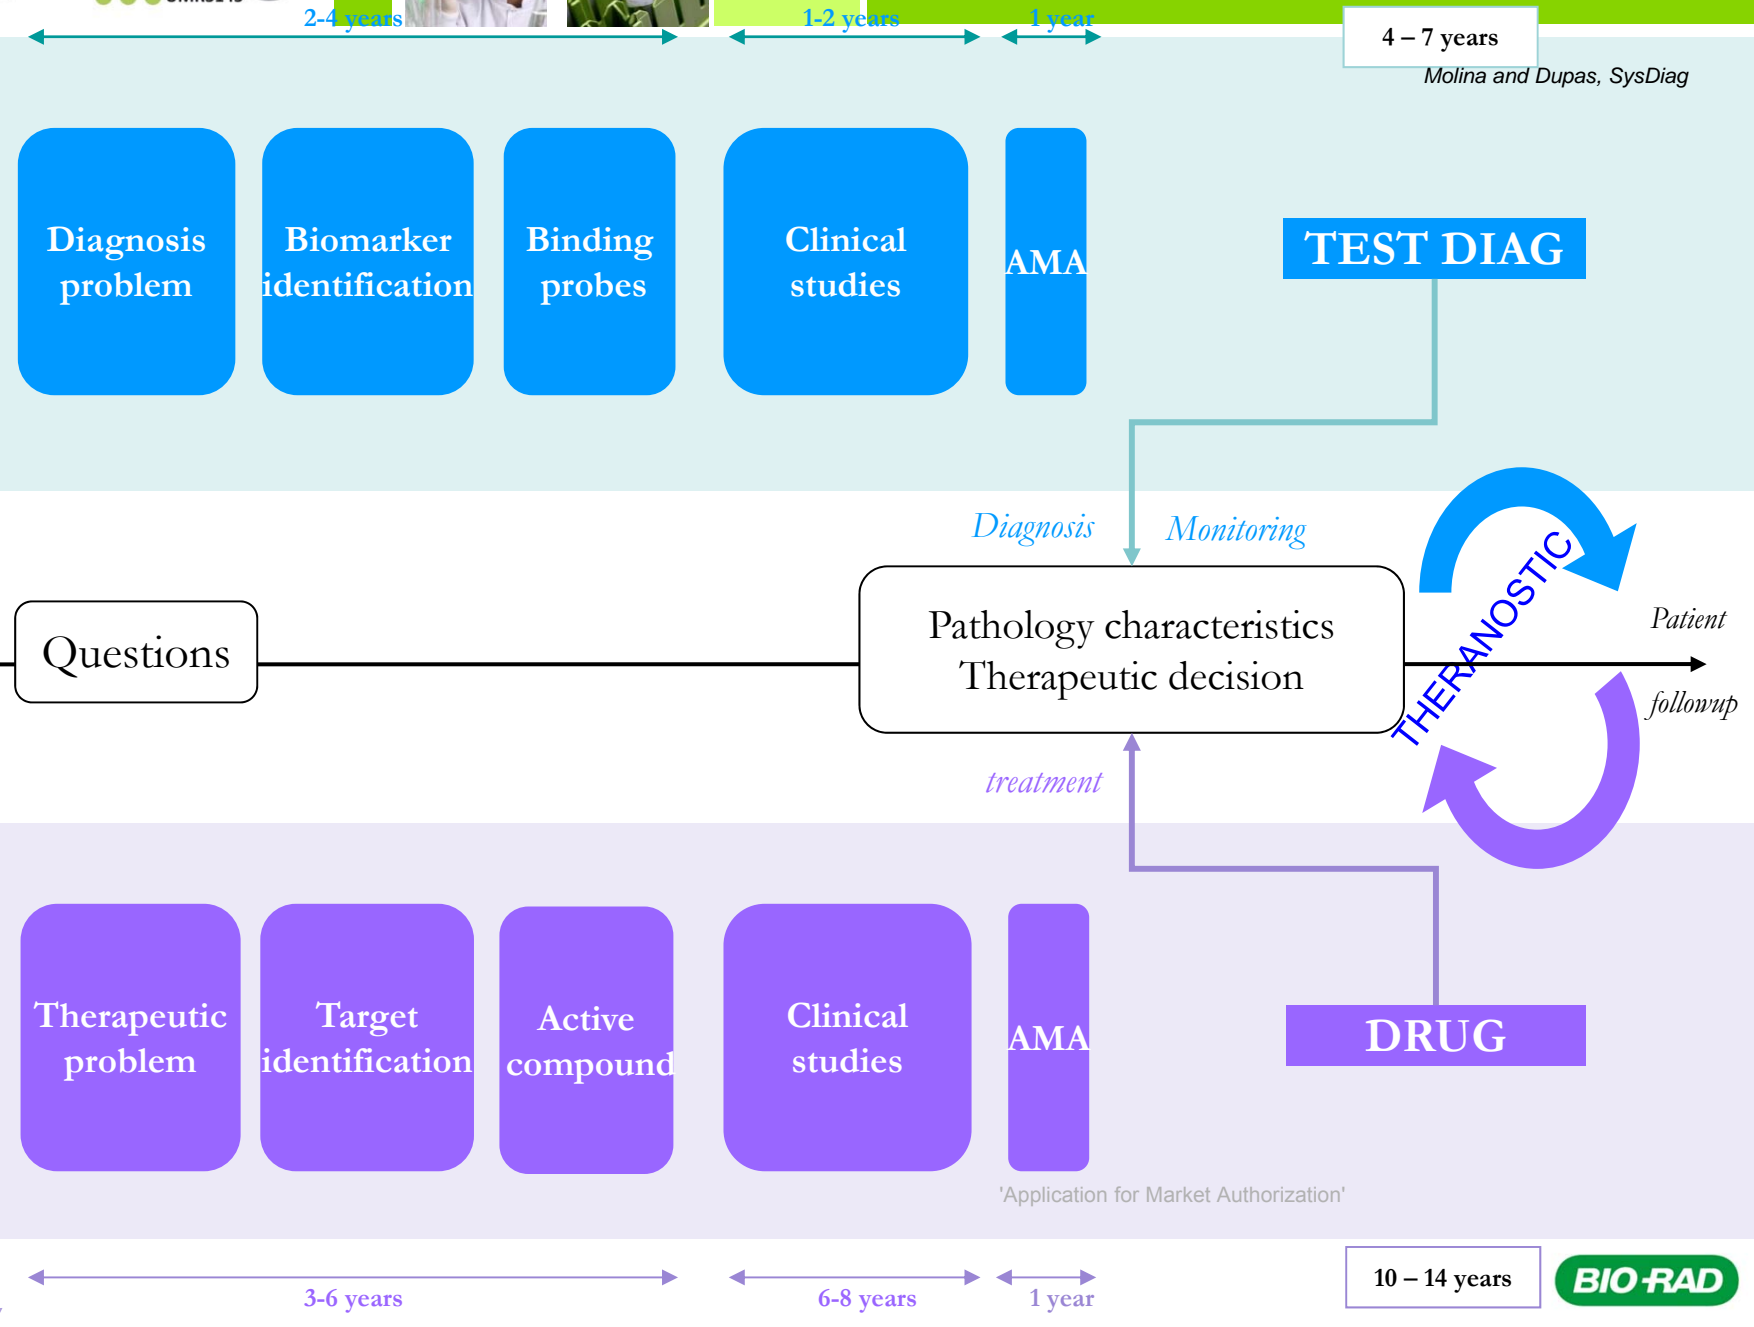 2-4 years
1-2 years
1 year
4 – 7 years
Molina and Dupas, SysDiag
Diagnosis
problem
Biomarker
identification
Binding
probes
Clinical
studies
AMA
TEST DIAG
Diagnosis
Monitoring
Questions
Pathology characteristics
Therapeutic decision
THERANOSTIC
Patient
followup
treatment
Therapeutic
problem
Target
identification
Active
compound
Clinical
studies
AMA
DRUG
'Application for Market Authorization'
3-6 years
6-8 years
1 year
10 – 14 years
BIO-RAD